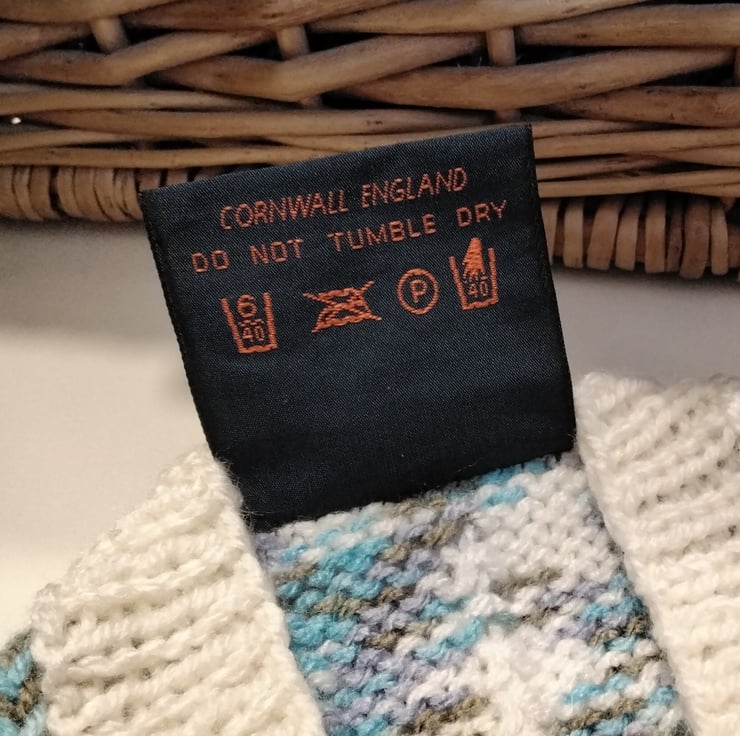 CORNWALL ENGLAND
DO NOT TUMBLE DRY
6 40 P 40